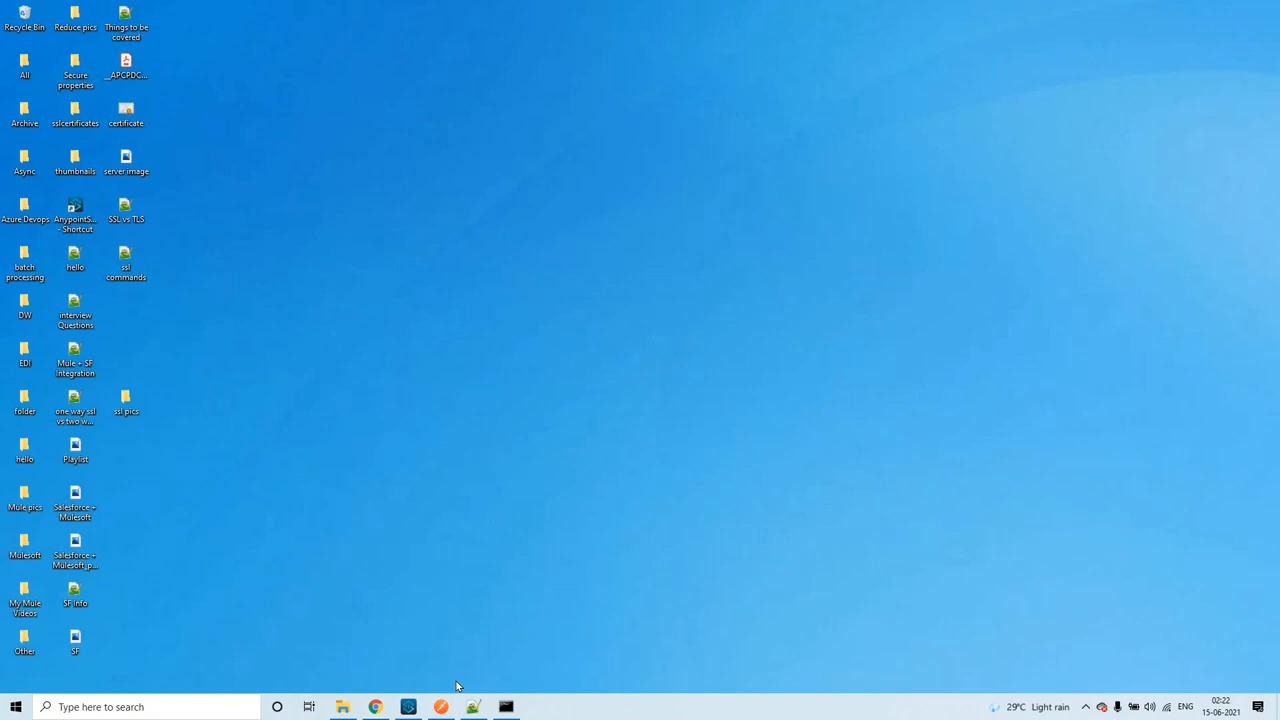 Recycle Bin
Reduce pics
Things to be
covered
All
Secure
properties
__APCPDC...
Archive
sslcertificates
certificate
Async
thumbnails
server image
Azure Devops
AnypointS...
- Shortcut
SSL vs TLS
batch
processing
hello
ssl
commands
DW
interview
Questions
EDI
Mule + SF
Integration
folder
one way ssl
vs two w...
ssl pics
hello
Playlist
Mule pics
Salesforce +
Mulesoft
Mulesoft
Salesforce +
Mulesoft_p...
My Mule
Videos
SF Info
Other
SF
Type here to search
29°C Light rain
ENG
02:22
15-06-2021